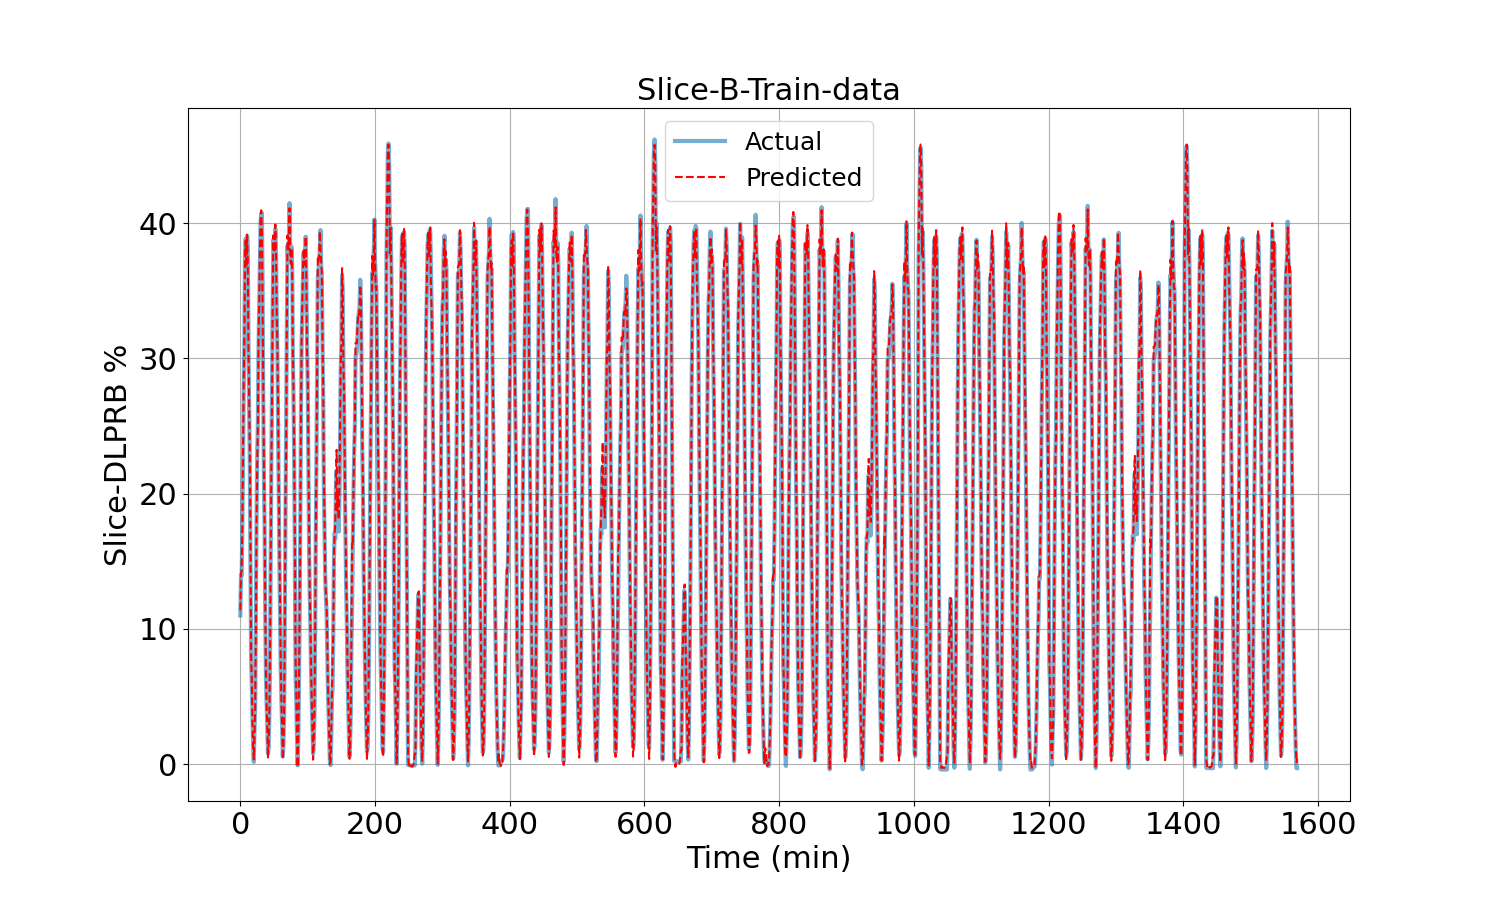 Slice-B-Train-data
Actual
Predicted
Slice-DLPRB %
40
30
20
10
0
0 200 400 600 800 1000 1200 1400 1600
Time (min)